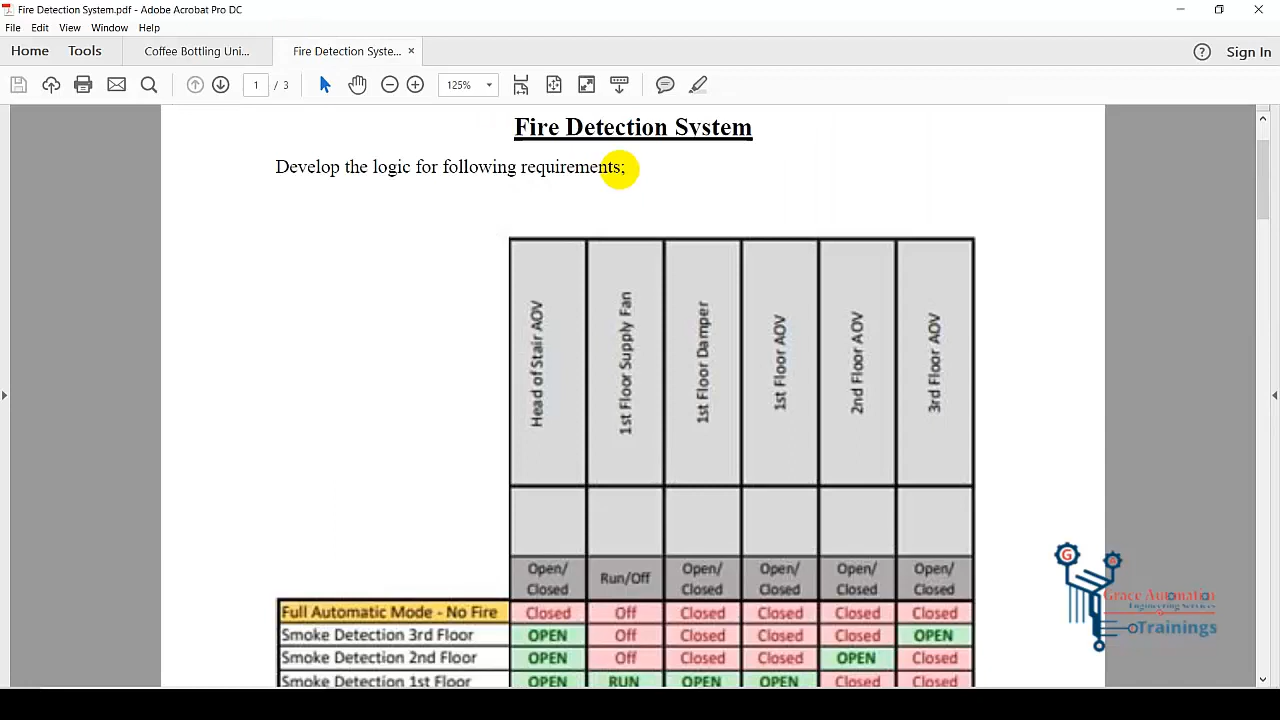 Fire Detection System.pdf - Adobe Acrobat Pro DC
File Edit View Window Help
Home Tools Coffee Bottling Uni... Fire Detection Syste... × Sign In
1 / 3 125%
Fire Detection System
Develop the logic for following requirements;
Head of Stair AOV
1st Floor Supply Fan
1st Floor Damper
1st Floor AOV
2nd Floor AOV
3rd Floor AOV
Open/ Closed Run/Off Open/ Closed Open/ Closed Open/ Closed Open/ Closed
Full Automatic Mode - No Fire Closed Off Closed Closed Closed Closed
Smoke Detection 3rd Floor OPEN Off Closed Closed Closed OPEN
Smoke Detection 2nd Floor OPEN Off Closed Closed OPEN Closed
Smoke Detection 1st Floor OPEN RUN OPEN OPEN Closed Closed
G
Grace Automation
Engineering Services
eTrainings